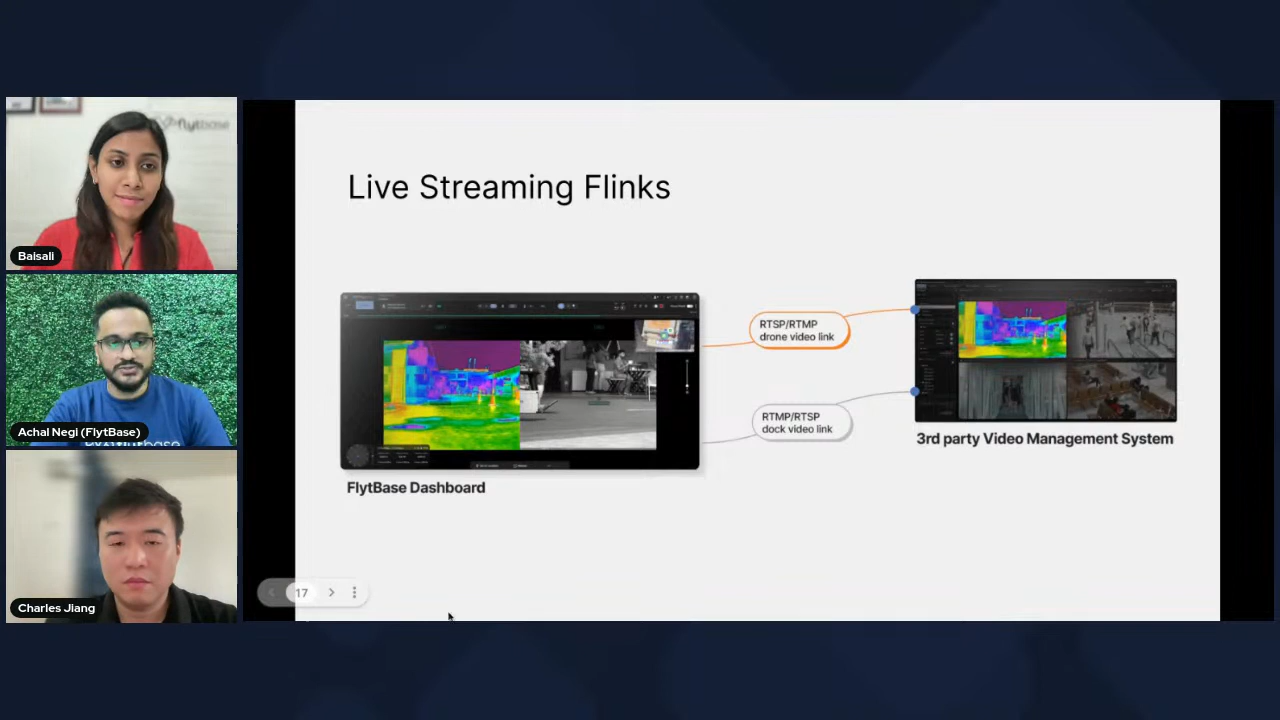 flytbase
Baisali
Achal Negi (FlytBase)
Charles Jiang
Live Streaming Flinks
RTSP/RTMP
drone video link
RTMP/RTSP
dock video link
FlytBase Dashboard
3rd party Video Management System
17